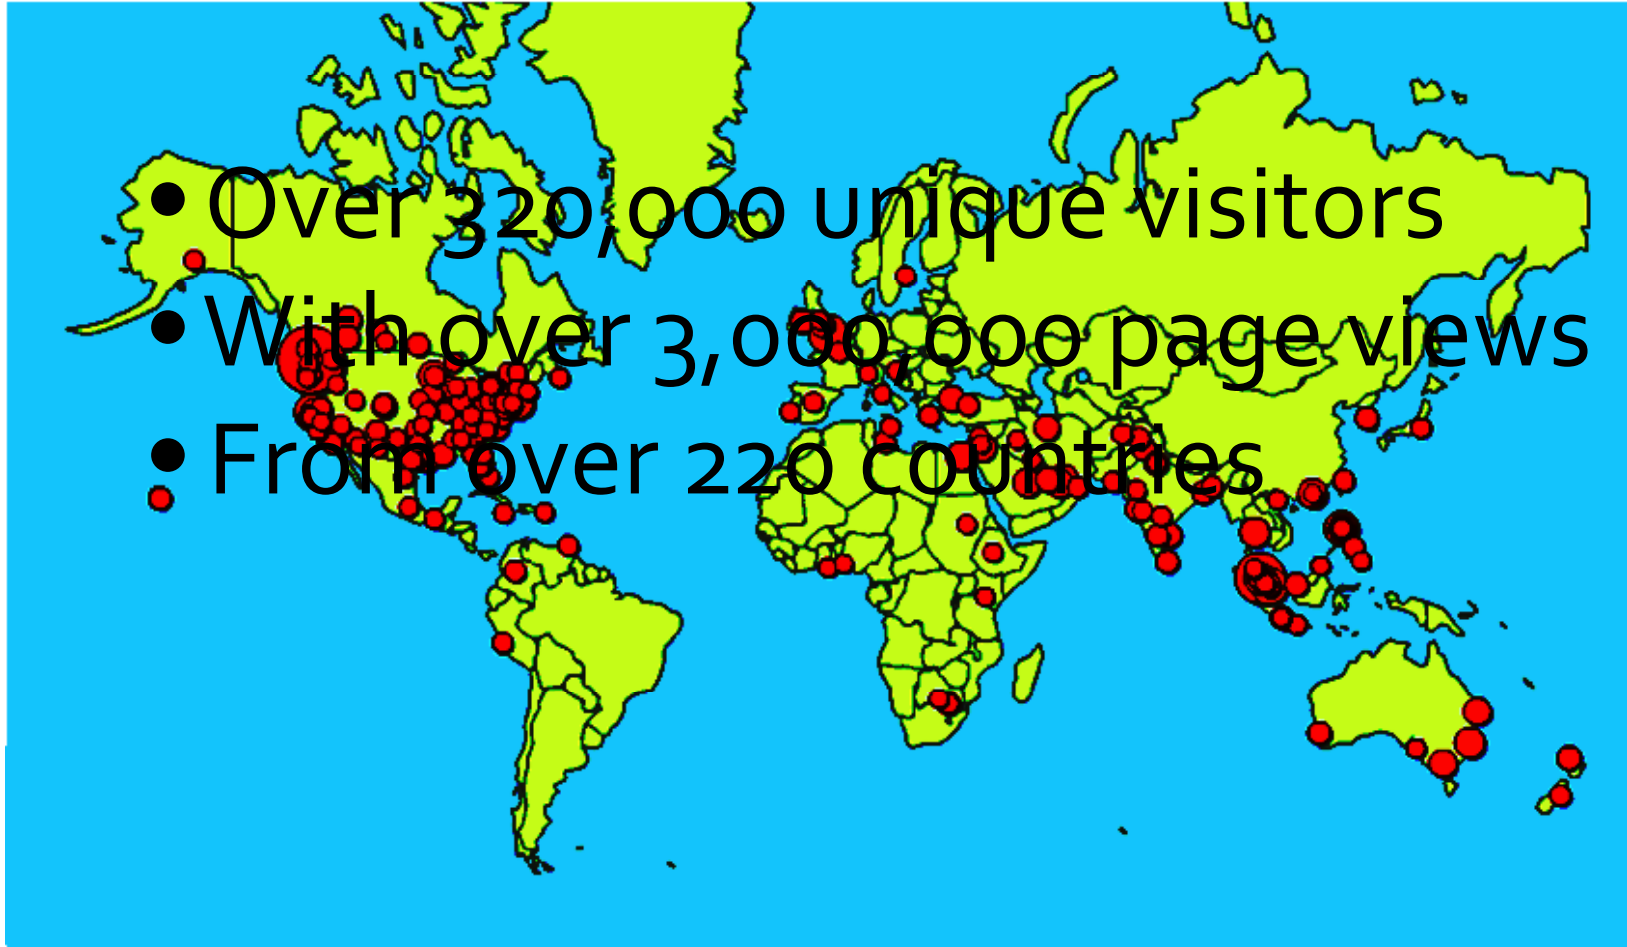 • Over 320,000 unique visitors
• With over 3,000,000 page views
• From over 220 countries